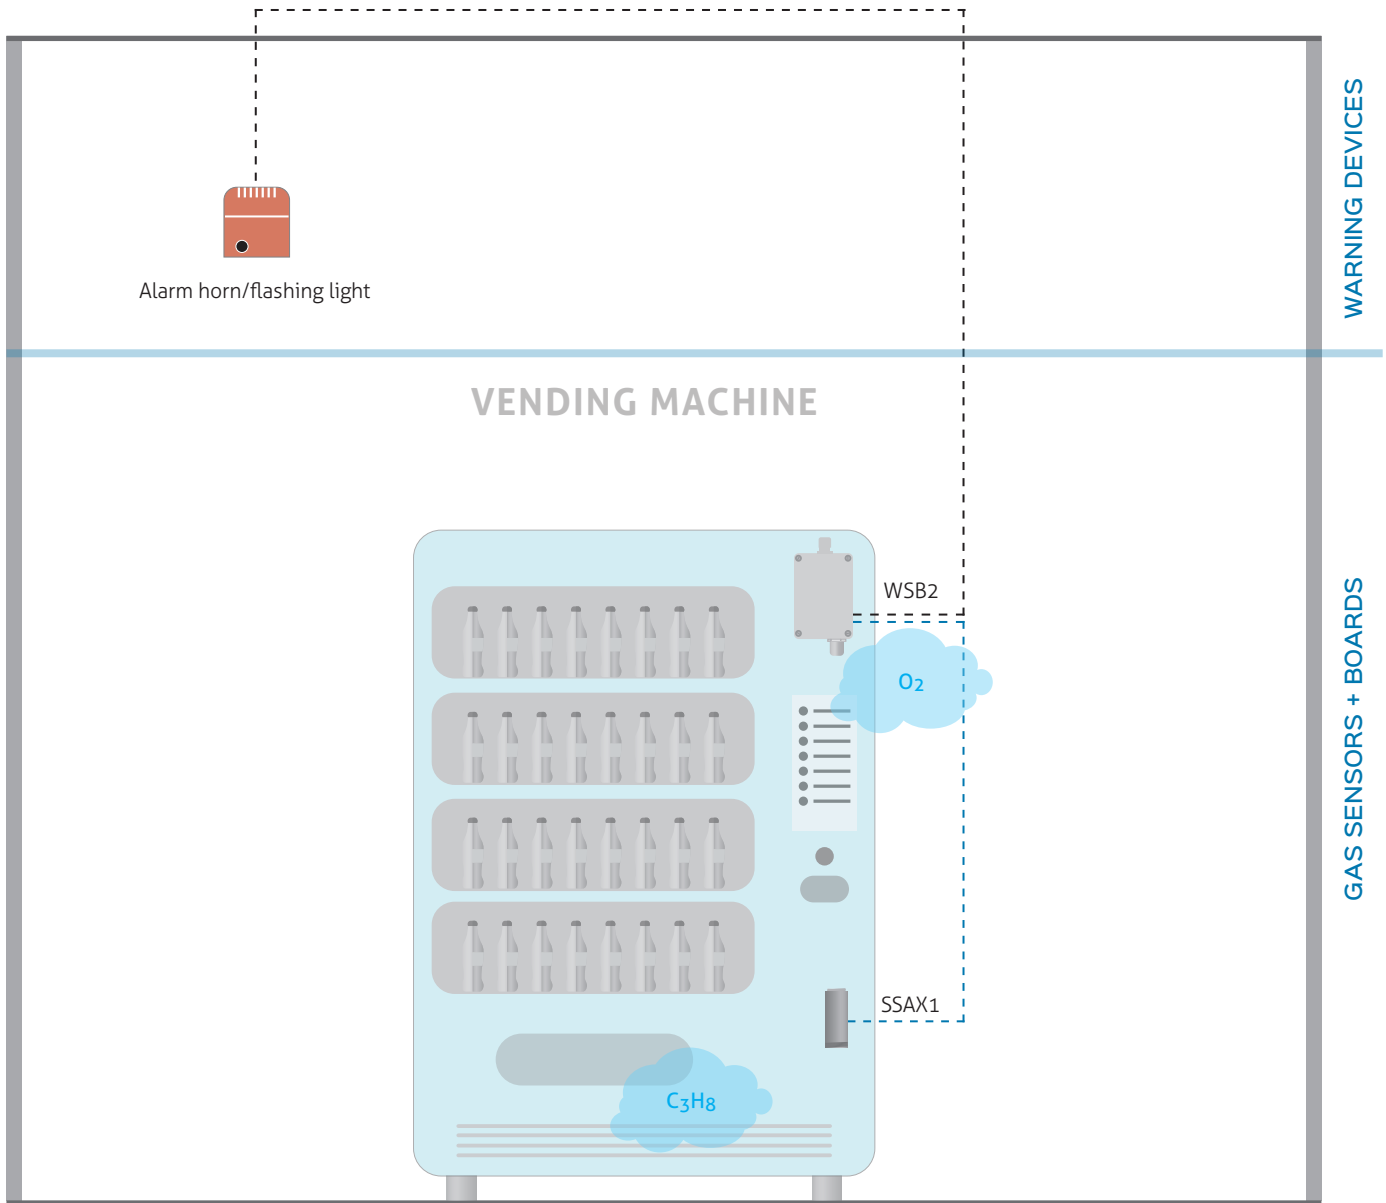 WARNING DEVICES
Alarm horn/flashing light
VENDING MACHINE
WSB2
O2
GAS SENSORS + BOARDS
SSAX1
C3H8